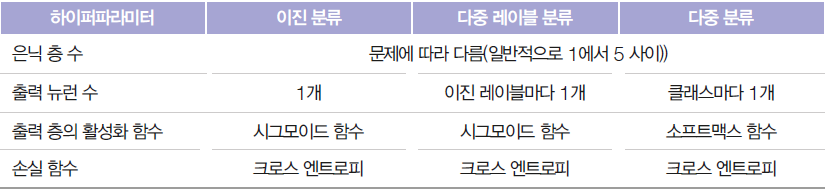 하이퍼파라미터 이진 분류 다중 레이블 분류 다중 분류
은닉 층 수 문제에 따라 다름(일반적으로 1에서 5 사이))
출력 뉴런 수 1개 이진 레이블마다 1개 클래스마다 1개
출력 층의 활성화 함수 시그모이드 함수 시그모이드 함수 소프트맥스 함수
손실 함수 크로스 엔트로피 크로스 엔트로피 크로스 엔트로피